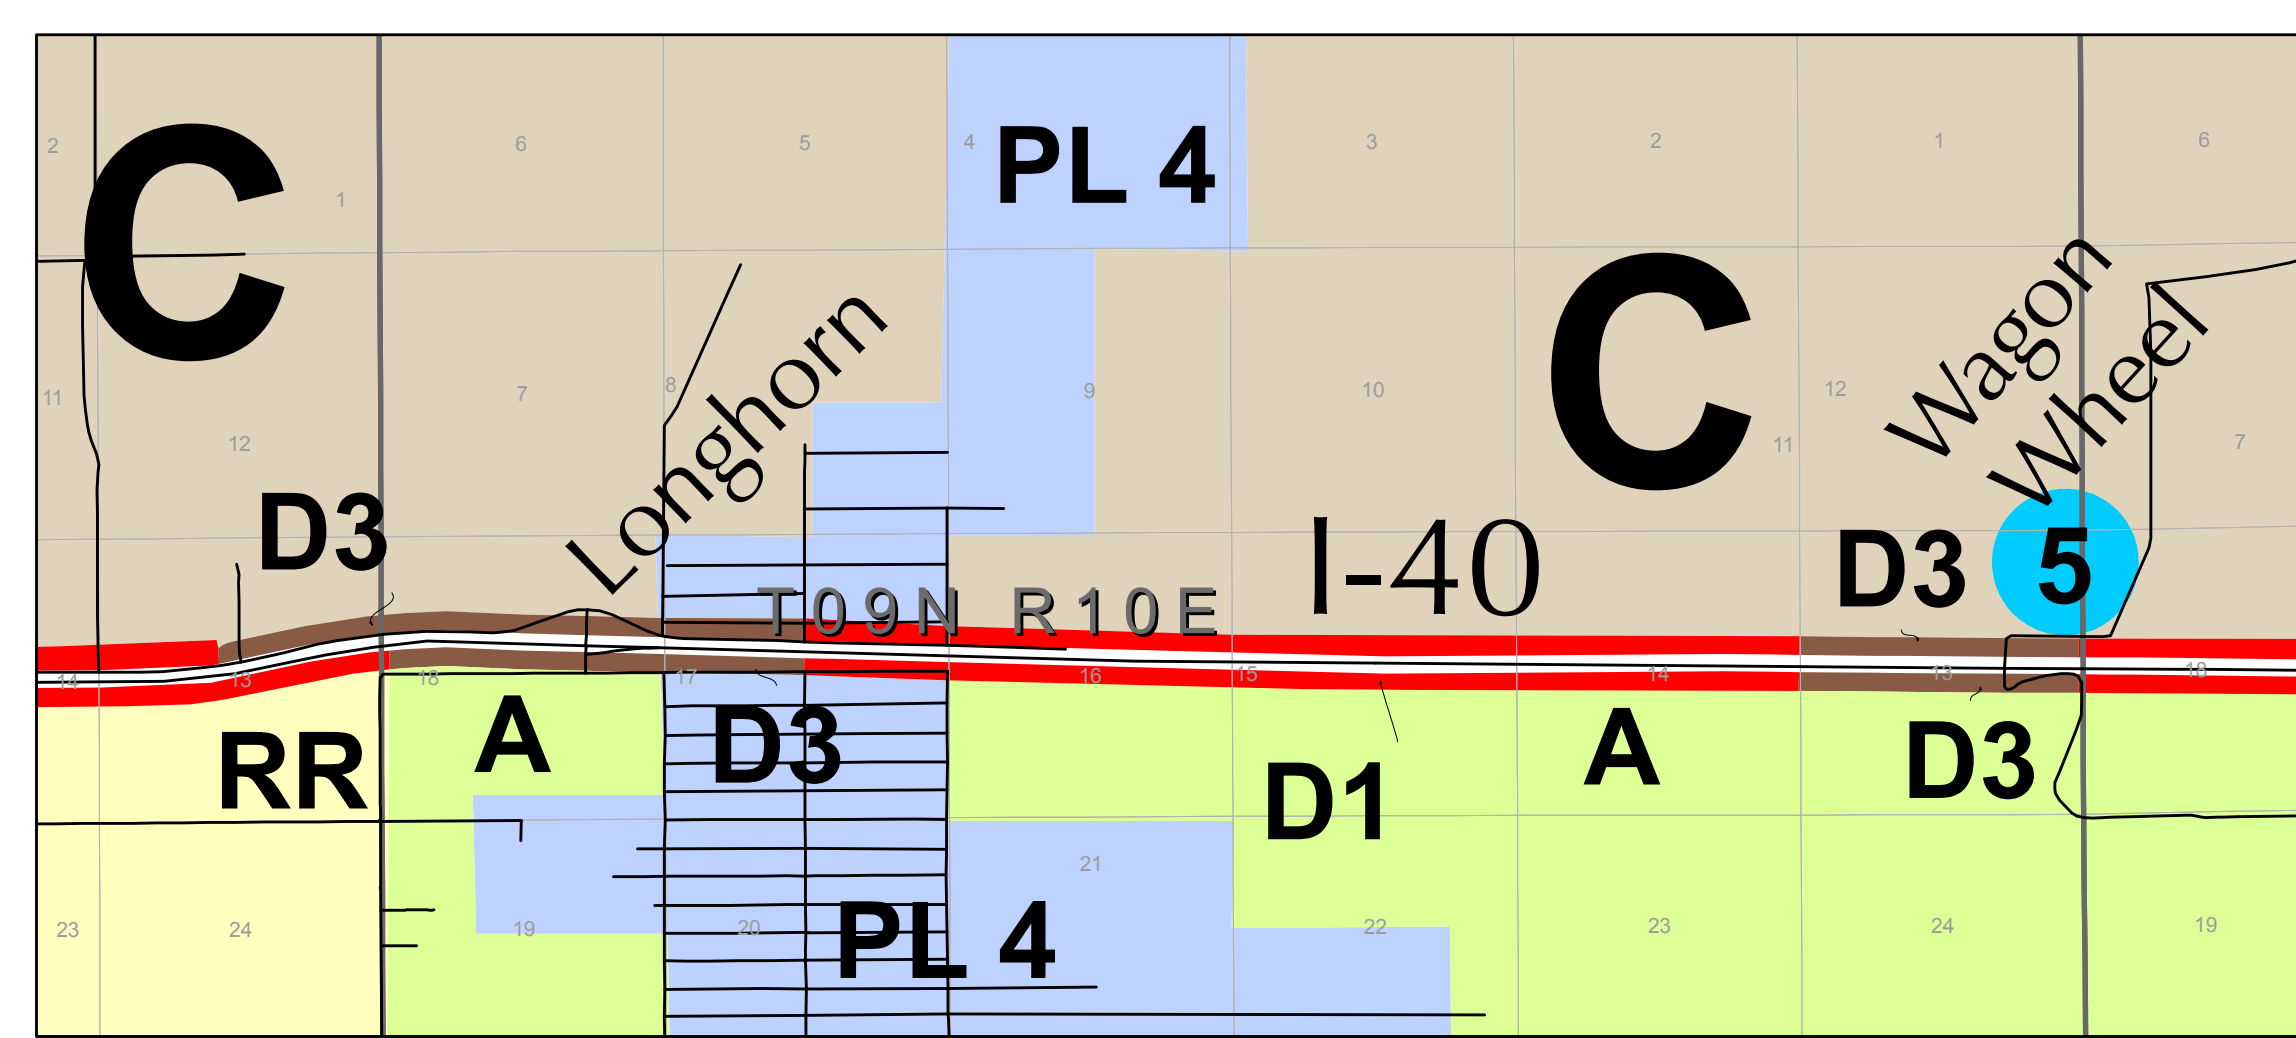 PL 4
2 6 5 4 3 2 1 6
1
C
C
Wagon
Wheel
Longhorn
11 7 8 9 10 12
12 11 7
D3
I-40
D3 5
T09N R10E
14 13 18 17 16 15 14 13 18
RR A D3 D1 A D3
21
PL 4
23 24 19 20 22 23 24 19